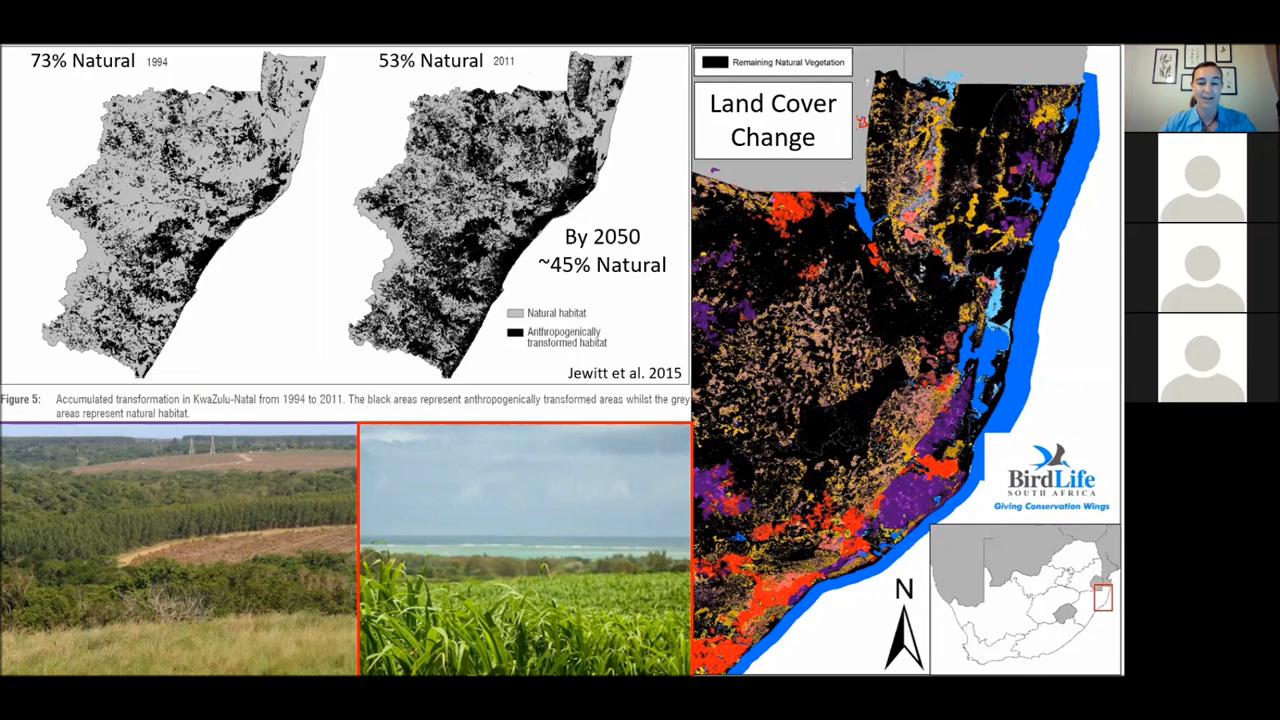 73% Natural 1994
53% Natural 2011
By 2050
~45% Natural
Natural habitat
Anthropogenically
transformed habitat
Jewitt et al. 2015
Figure 5: Accumulated transformation in KwaZulu-Natal from 1994 to 2011. The black areas represent anthropogenically transformed areas whilst the grey
areas represent natural habitat.
Remaining Natural Vegetation
Land Cover
Change
BirdLife
SOUTH AFRICA
Giving Conservation Wings
N